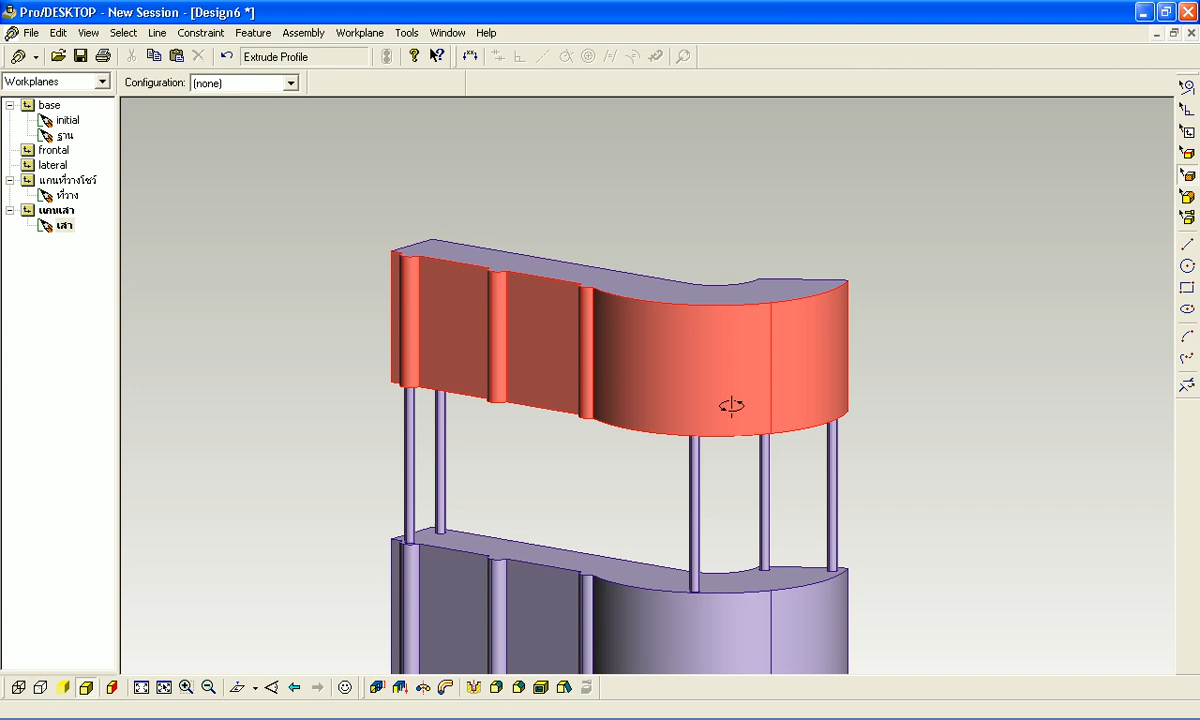 Pro/DESKTOP - New Session - [Design6 *]
File Edit View Select Line Constraint Feature Assembly Workplane Tools Window Help
Extrude Profile
Workplanes Configuration: (none)
base
initial
ฐาน
frontal
lateral
แกนที่วางโชว์
ที่วาง
แกนเสา
เสา